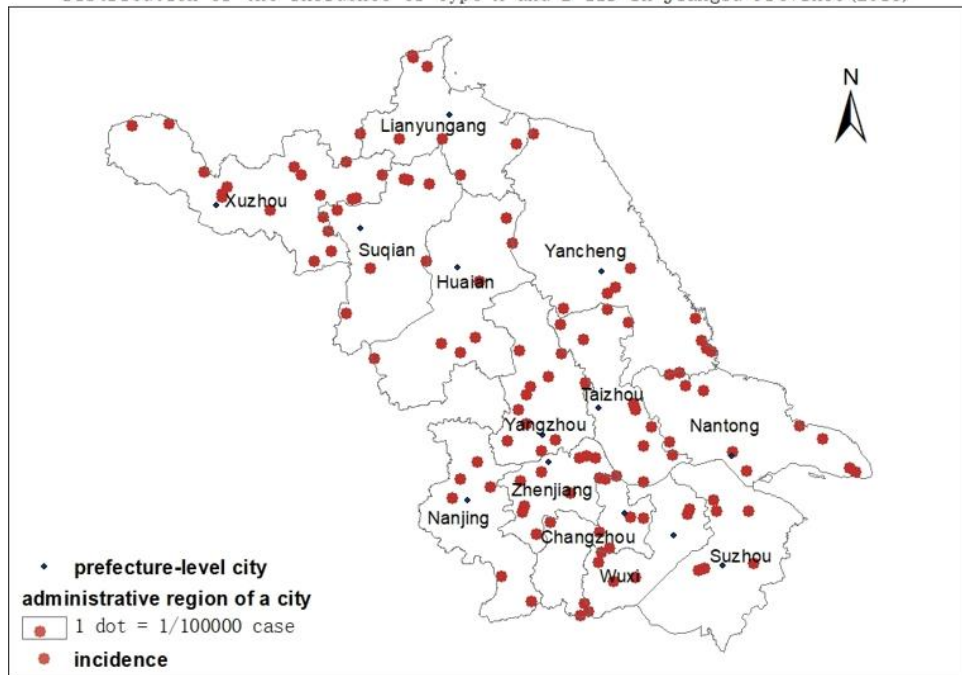 N
Lianyungang
Xuzhou
Suqian
Yancheng
Huaian
Taizhou
Yangzhou
Nantong
Zhenjiang
Nanjing
Changzhou
Suzhou
Wuxi
prefecture-level city
administrative region of a city
1 dot = 1/100000 case
incidence